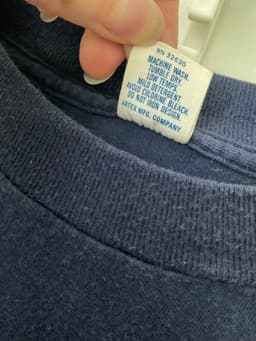 RN 32620
MACHINE WASH.
TUMBLE DRY.
LOW TEMPS.
MILD DETERGENT.
AVOID CHLORINE BLEACH.
DO NOT IRON DESIGN.
ARTEX MFG. COMPANY